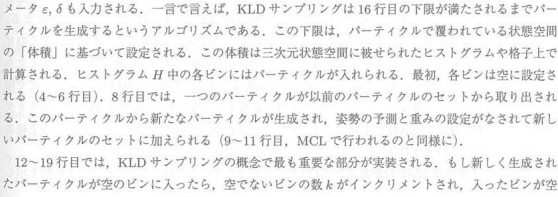 メータ ε, δ も入力される．一言で言えば，KLD サンプリングは 16 行目の下限が満たされるまでパー
ティクルを生成するというアルゴリズムである．この下限は，パーティクルで覆われている状態空間
の「体積」に基づいて設定される．この体積は三次元状態空間に被せられたヒストグラムや格子上で
計算される．ヒストグラム H 中の各ビンにはパーティクルが入れられる．最初，各ビンは空に設定さ
れる（4〜6 行目）．8 行目では，一つのパーティクルが以前のパーティクルのセットから取り出され
る．このパーティクルから新たなパーティクルが生成され，姿勢の予測と重みの設定がなされて新し
いパーティクルのセットに加えられる（9〜11 行目，MCL で行われるのと同様に）．
12〜19 行目では，KLD サンプリングの概念で最も重要な部分が実装される．もし新しく生成され
たパーティクルが空のビンに入ったら，空でないビンの数 k がインクリメントされ，入ったビンが空